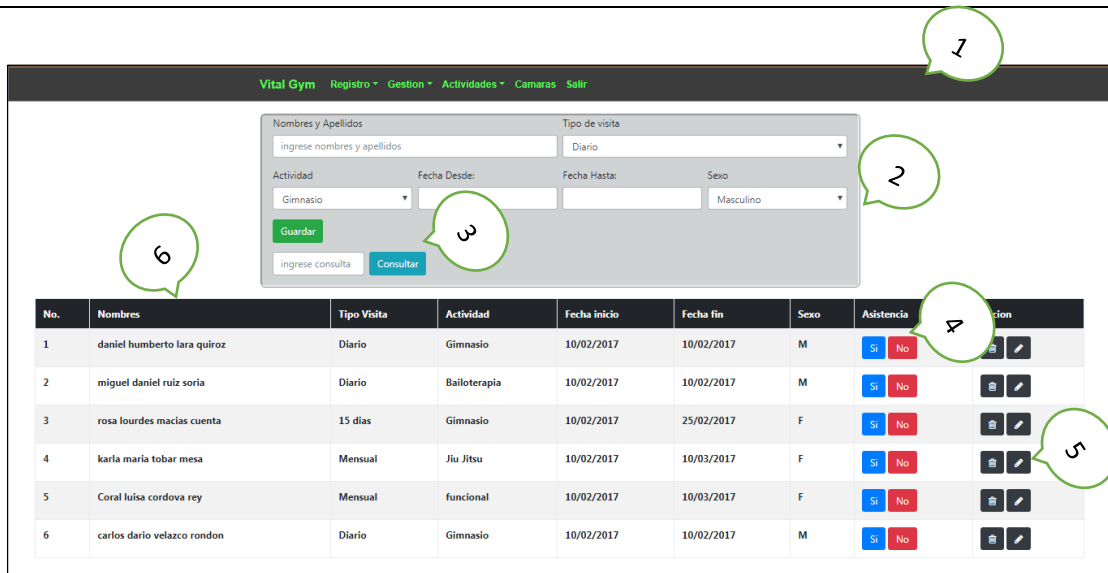 1
Vital Gym Registro Gestion Actividades Camaras Salir
Nombres y Apellidos Tipo de visita
ingrese nombres y apellidos Diario
2
Actividad Fecha Desde: Fecha Hasta: Sexo
Gimnasio Masculino
3
Guardar
6
ingrese consulta Consultar
No. Nombres Tipo Visita Actividad Fecha inicio Fecha fin Sexo Asistencia cion
4
1 daniel humberto lara quiroz Diario Gimnasio 10/02/2017 10/02/2017 M Si No
2 miguel daniel ruiz soria Diario Bailoterapia 10/02/2017 10/02/2017 M Si No
3 rosa lourdes macias cuenta 15 dias Gimnasio 10/02/2017 25/02/2017 F Si No
5
4 karla maria tobar mesa Mensual Jiu Jitsu 10/02/2017 10/03/2017 F Si No
5 Coral luisa cordova rey Mensual funcional 10/02/2017 10/03/2017 F Si No
6 carlos dario velazco rondon Diario Gimnasio 10/02/2017 10/02/2017 M Si No